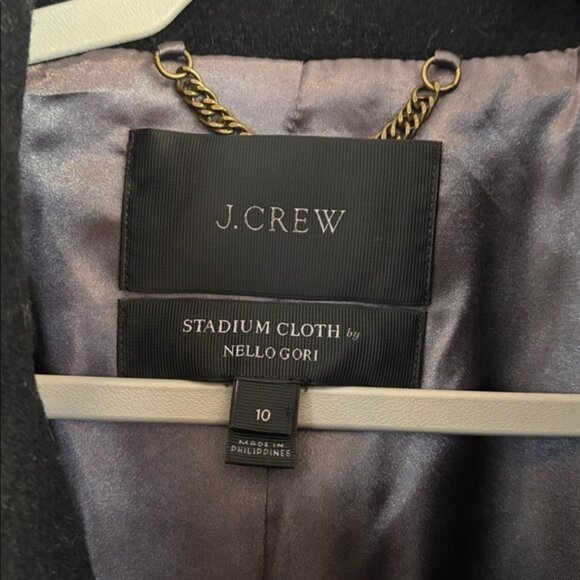 J.CREW
STADIUM CLOTH by
NELLO GORI
10
MADE IN
PHILIPPINES